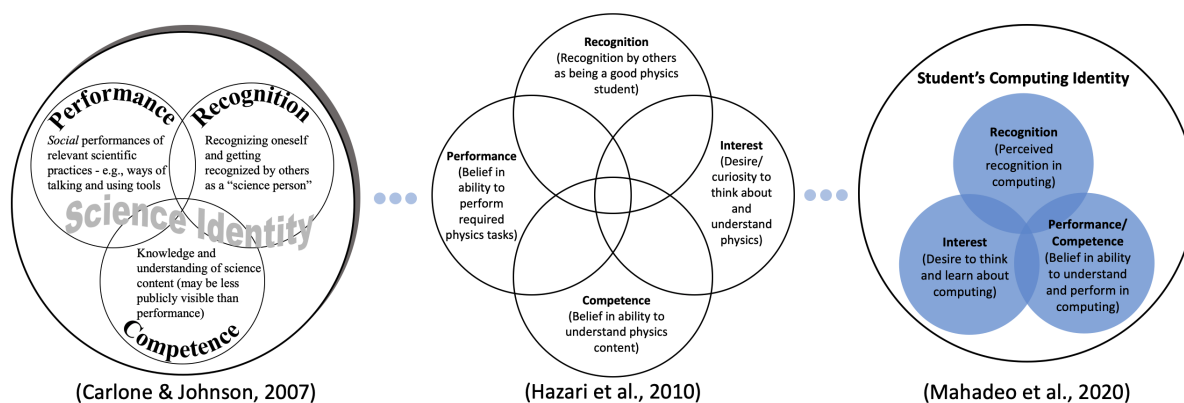 Performance
Social performances of
relevant scientific
practices - e.g., ways of
talking and using tools
Recognition
Recognizing oneself
and getting
recognized by others
as a “science person”
Science Identity
Knowledge and
understanding of science
content (may be less
publicly visible than
performance)
Competence
(Carlone & Johnson, 2007)
Recognition
(Recognition by others
as being a good physics
student)
Performance
(Belief in
ability to
perform
required
physics tasks)
Interest
(Desire/
curiosity to
think about
and
understand
physics)
Competence
(Belief in ability to
understand physics
content)
(Hazari et al., 2010)
Student’s Computing Identity
Recognition
(Perceived
recognition in
computing)
Interest
(Desire to think
and learn about
computing)
Performance/
Competence
(Belief in ability
to understand
and perform in
computing)
(Mahadeo et al., 2020)